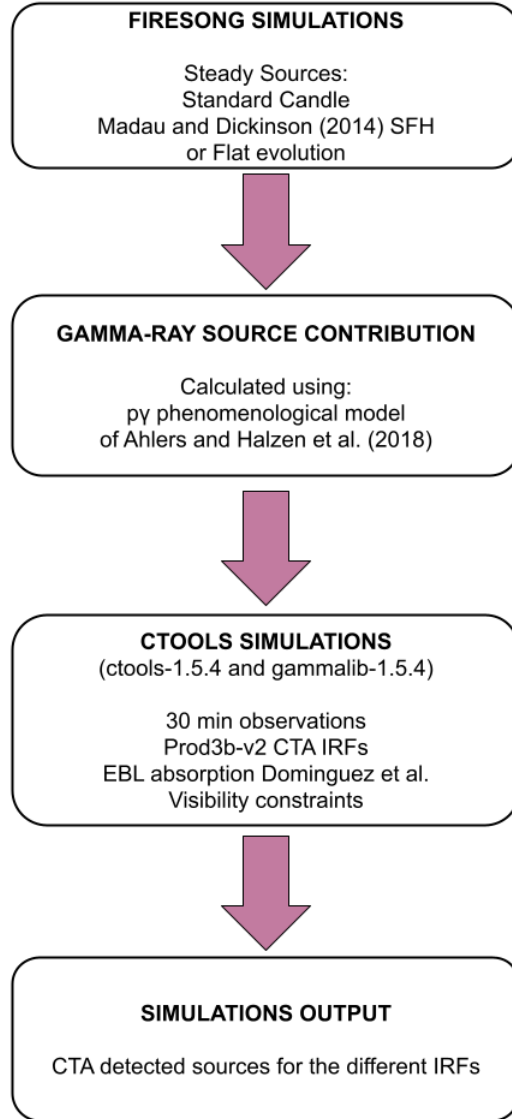 FIRESONG SIMULATIONS
Steady Sources:
Standard Candle
Madau and Dickinson (2014) SFH
or Flat evolution
GAMMA-RAY SOURCE CONTRIBUTION
Calculated using:
pγ phenomenological model
of Ahlers and Halzen et al. (2018)
CTOOLS SIMULATIONS
(ctools-1.5.4 and gammalib-1.5.4)
30 min observations
Prod3b-v2 CTA IRFs
EBL absorption Dominguez et al.
Visibility constraints
SIMULATIONS OUTPUT
CTA detected sources for the different IRFs